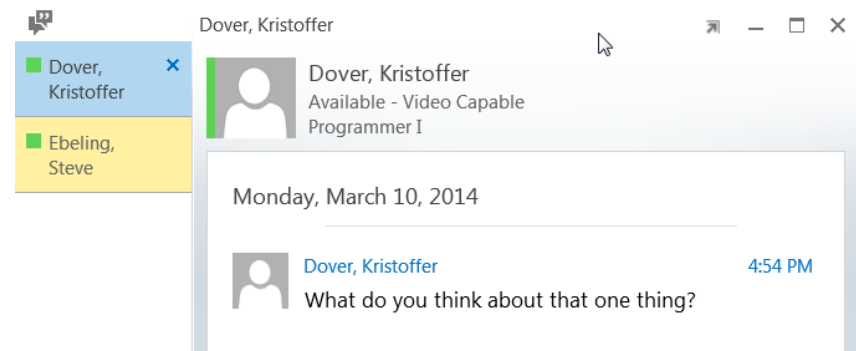 Dover, Kristoffer
Dover,
Kristoffer
Ebeling,
Steve
Dover, Kristoffer
Available - Video Capable
Programmer I
Monday, March 10, 2014
Dover, Kristoffer 4:54 PM
What do you think about that one thing?